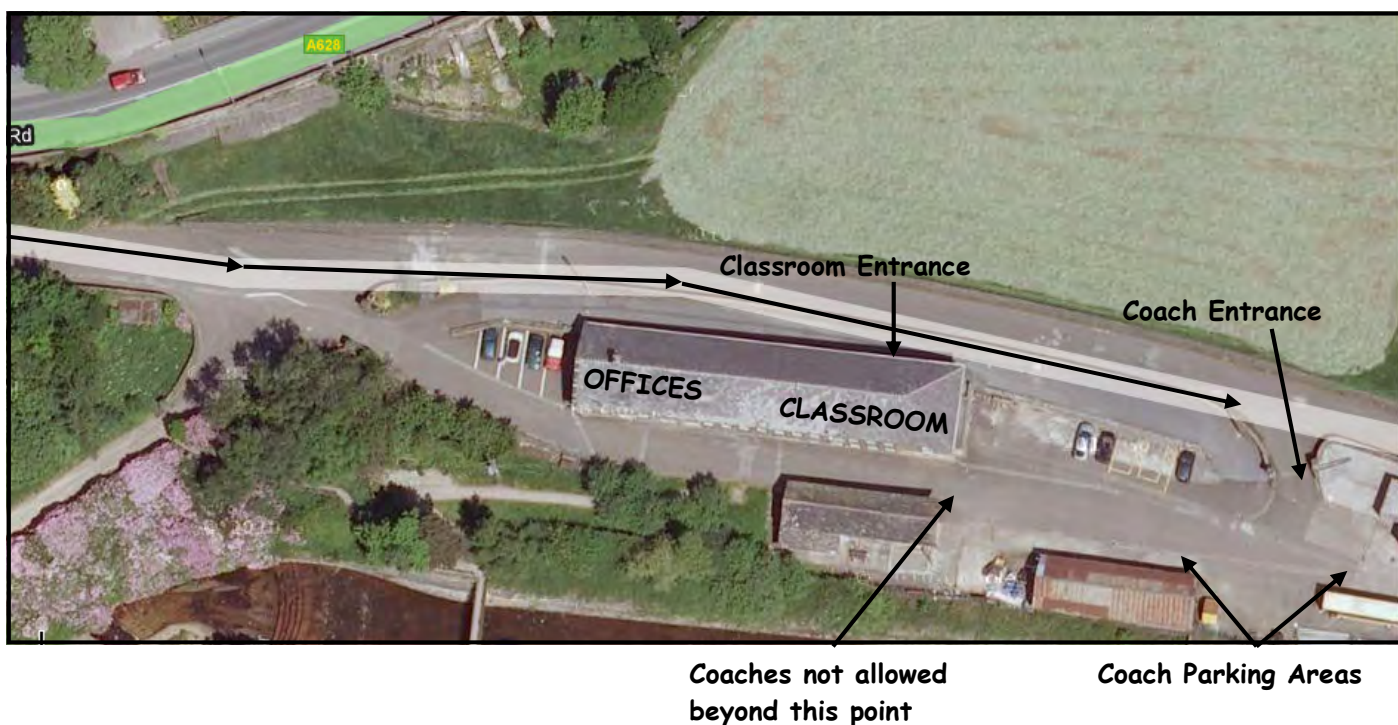 A628
Rd
Classroom Entrance
Coach Entrance
OFFICES
CLASSROOM
Coaches not allowed
beyond this point
Coach Parking Areas